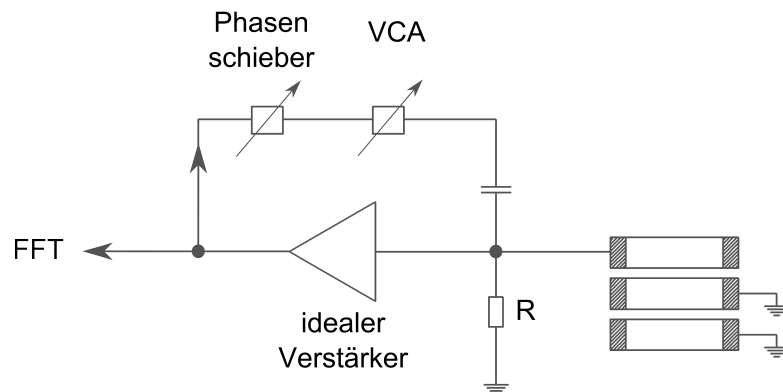 Phasen
schieber
VCA
FFT
idealer
Verstärker
R